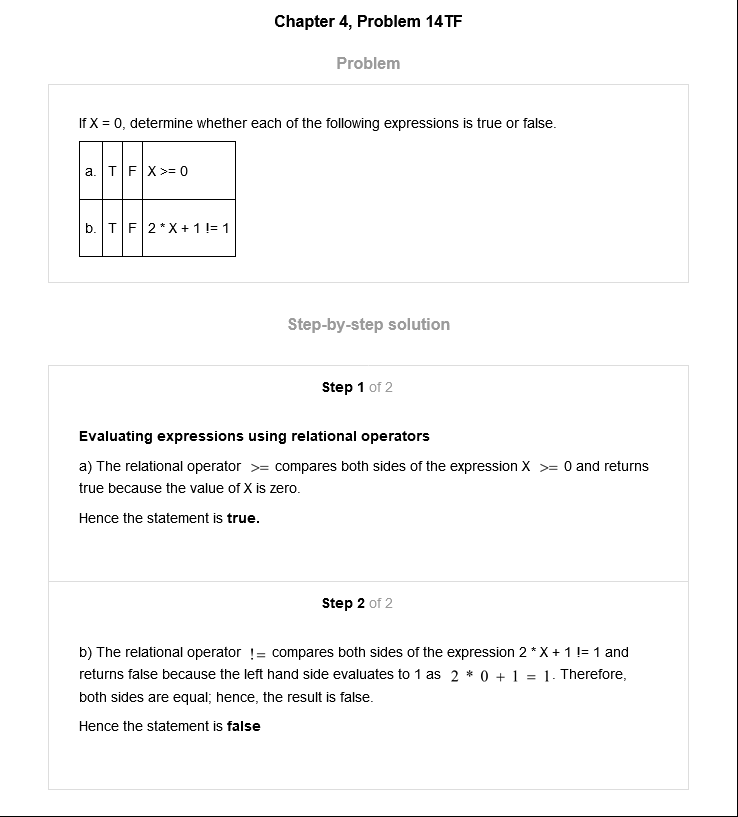 Chapter 4, Problem 14TF
Problem
If X = 0, determine whether each of the following expressions is true or false.
a. T F X >= 0
b. T F 2 * X + 1 != 1
Step-by-step solution
Step 1 of 2
Evaluating expressions using relational operators
a) The relational operator >= compares both sides of the expression X >= 0 and returns
true because the value of X is zero.
Hence the statement is true.
Step 2 of 2
b) The relational operator != compares both sides of the expression 2 * X + 1 != 1 and
returns false because the left hand side evaluates to 1 as 2 * 0 + 1 = 1. Therefore,
both sides are equal; hence, the result is false.
Hence the statement is false